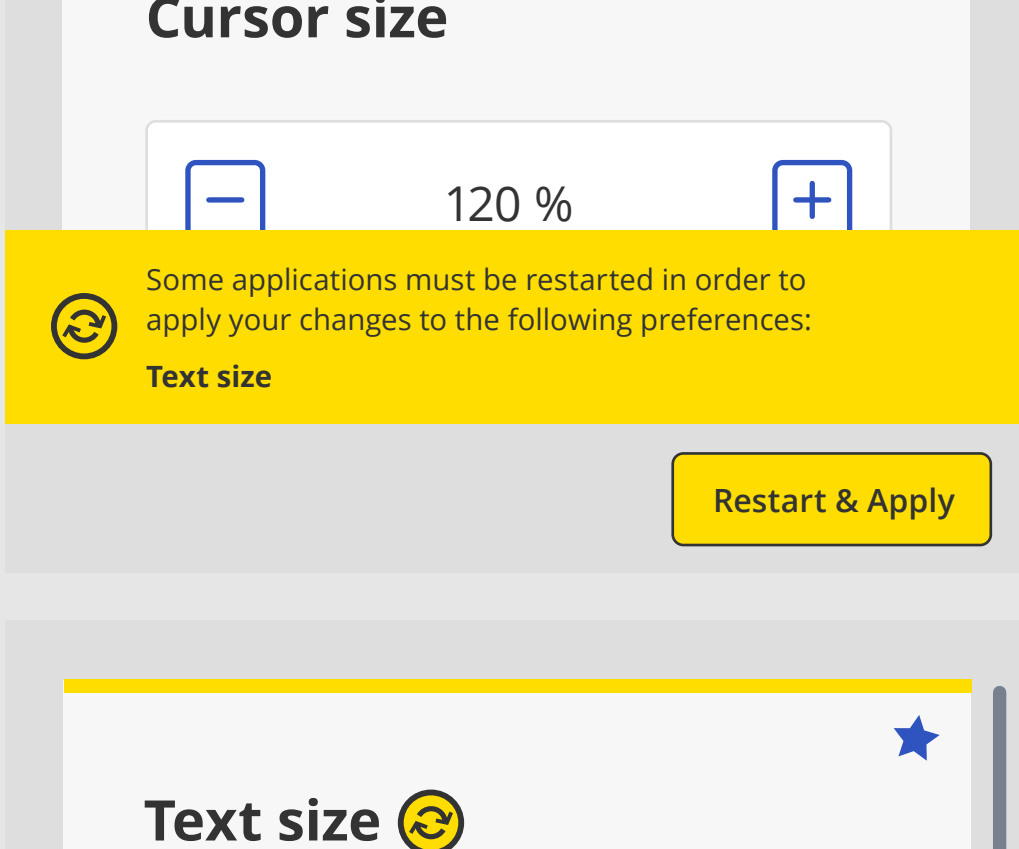 Cursor size
120 %
Some applications must be restarted in order to
apply your changes to the following preferences:
Text size
Restart & Apply
Text size